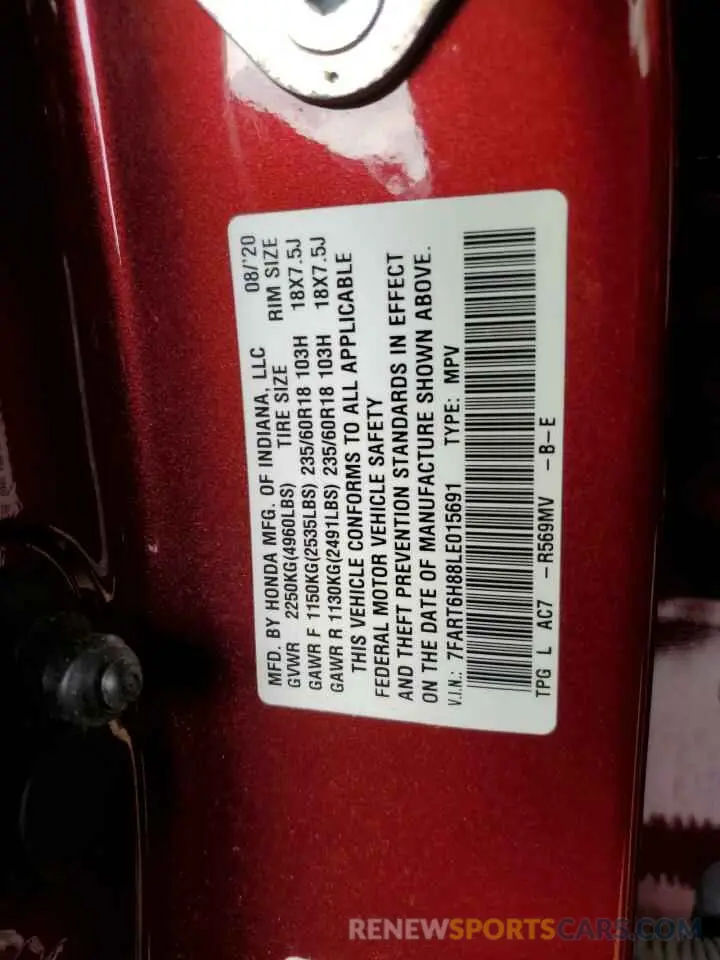 MFD. BY HONDA MFG. OF INDIANA, LLC 08/'20
GVWR 2250KG(4960LBS) TIRE SIZE RIM SIZE
GAWR F 1150KG(2535LBS) 235/60R18 103H 18X7.5J
GAWR R 1130KG(2491LBS) 235/60R18 103H 18X7.5J
THIS VEHICLE CONFORMS TO ALL APPLICABLE
FEDERAL MOTOR VEHICLE SAFETY
AND THEFT PREVENTION STANDARDS IN EFFECT
ON THE DATE OF MANUFACTURE SHOWN ABOVE.
V.I.N.: 7FART6H88LE015691 TYPE: MPV
TPG L AC7 -R569MV -B-E
RENEWSPORTSCARS.COM